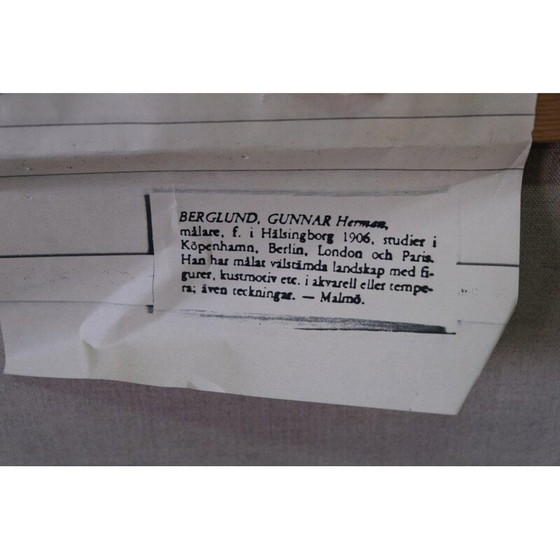 BERGLUND, GUNNAR Herman,
målare, f. i Hälsingborg 1906, studier i
Köpenhamn, Berlin, London och Paris.
Han har målat välstämda landskap med fi-
gurer, kustmotiv etc. i akvarell eller tempe-
ra; även teckningar. — Malmö.